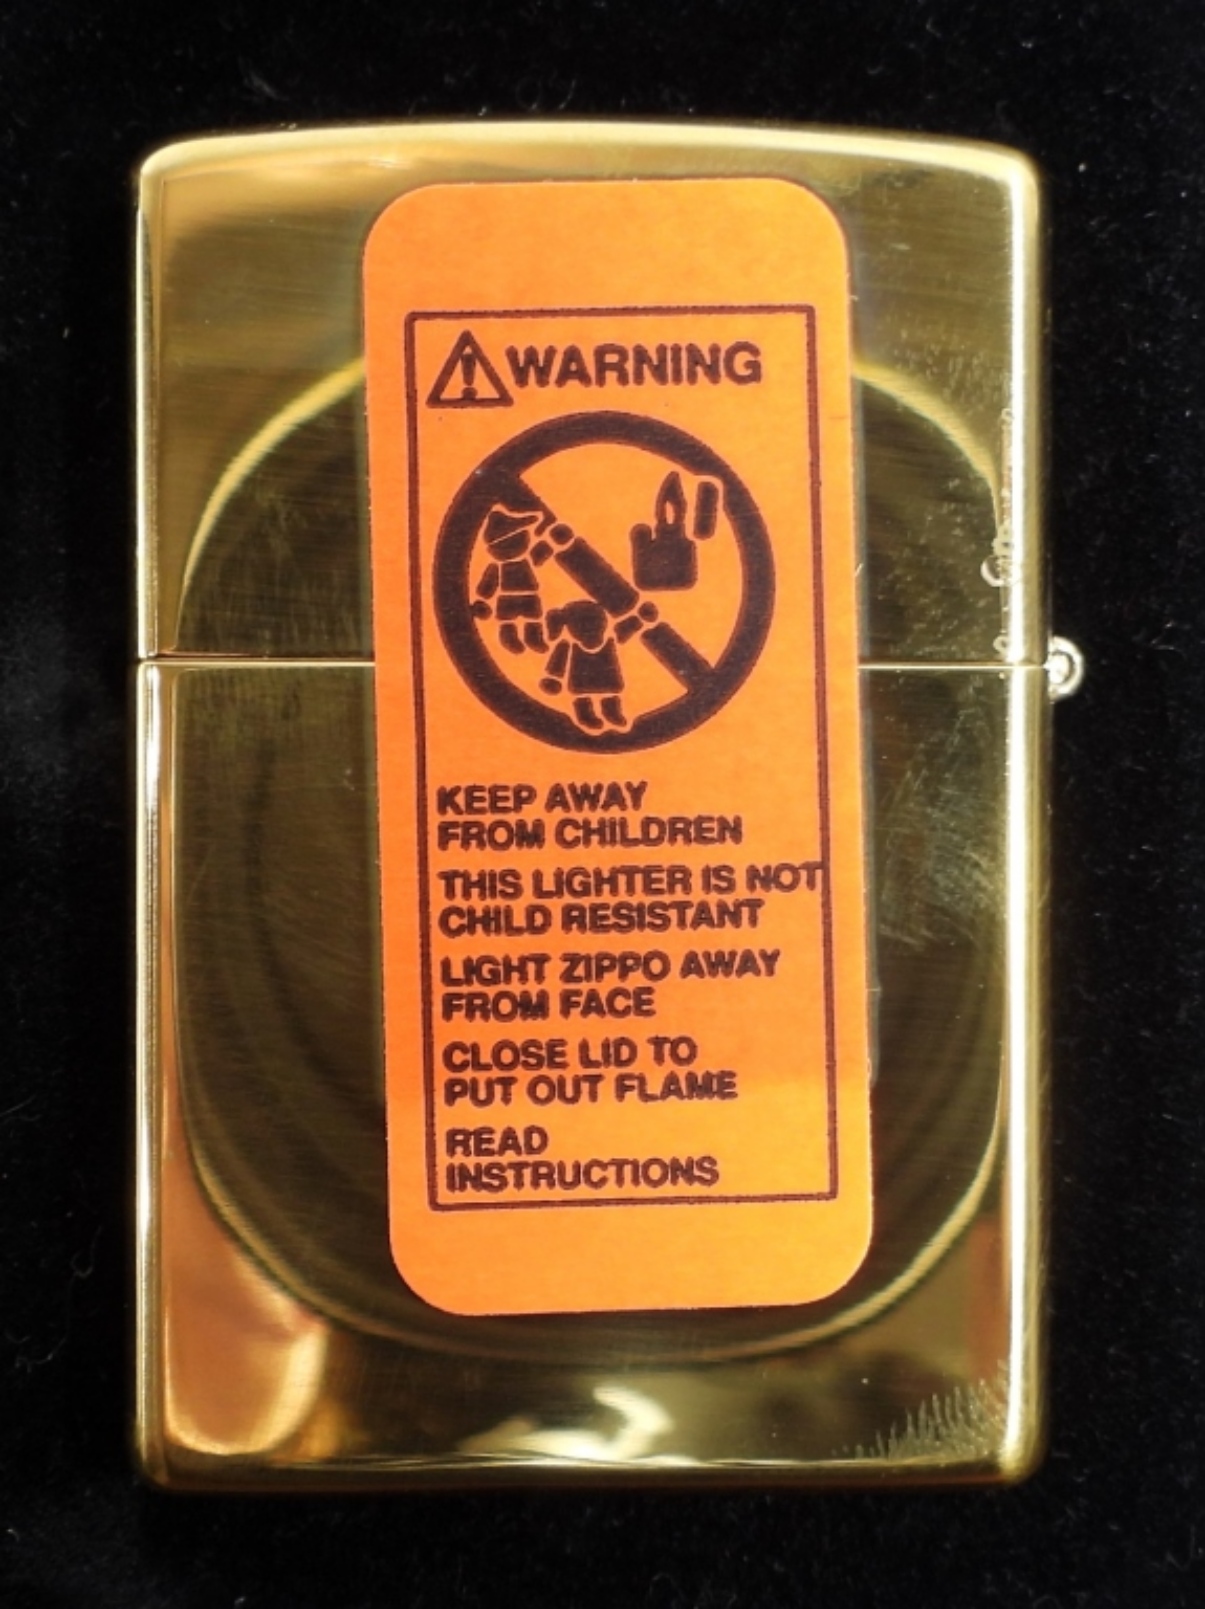 WARNING
KEEP AWAY
FROM CHILDREN
THIS LIGHTER IS NOT
CHILD RESISTANT
LIGHT ZIPPO AWAY
FROM FACE
CLOSE LID TO
PUT OUT FLAME
READ
INSTRUCTIONS